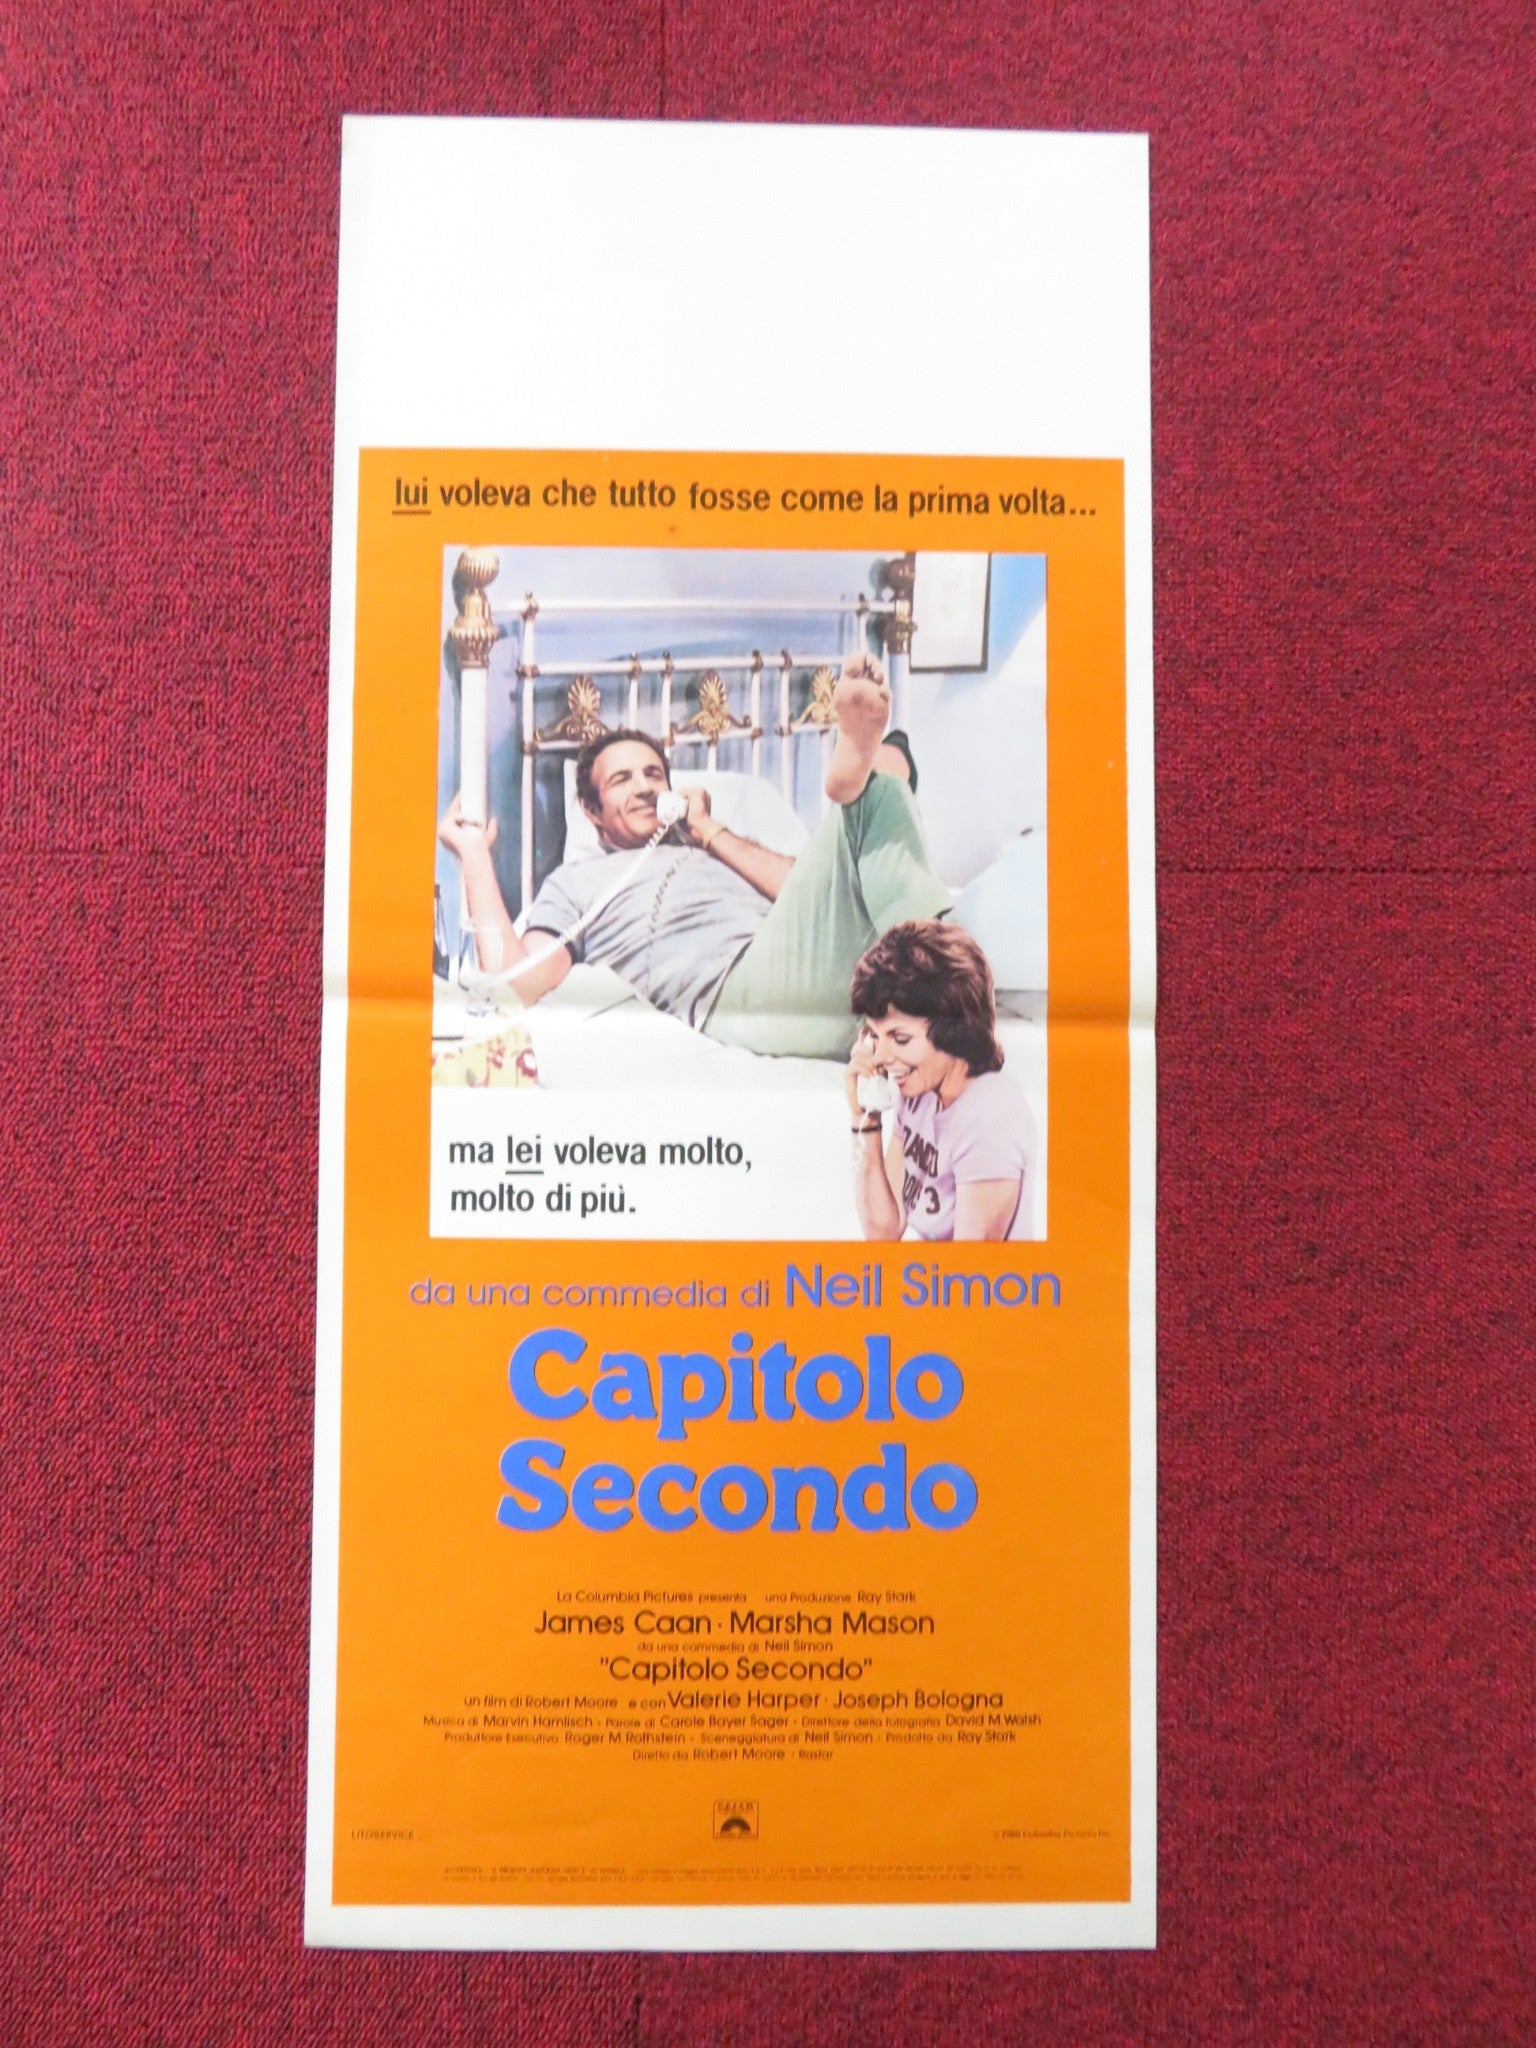 lui voleva che tutto fosse come la prima volta...
ma lei voleva molto,
molto di più.
da una commedia di Neil Simon
Capitolo
Secondo
La Columbia Pictures presenta una Produzione Ray Stark
James Caan · Marsha Mason
da una commedia di Neil Simon
"Capitolo Secondo"
un film di Robert Moore e con Valerie Harper · Joseph Bologna
Musica di Marvin Hamlisch · Parole di Carole Bayer Sager · Direttore della fotografia David M. Walsh
Produttore Esecutivo Roger M. Rothstein · Sceneggiatura di Neil Simon · Prodotto da Ray Stark
Diretto da Robert Moore · Rastar
LITOSERVICE